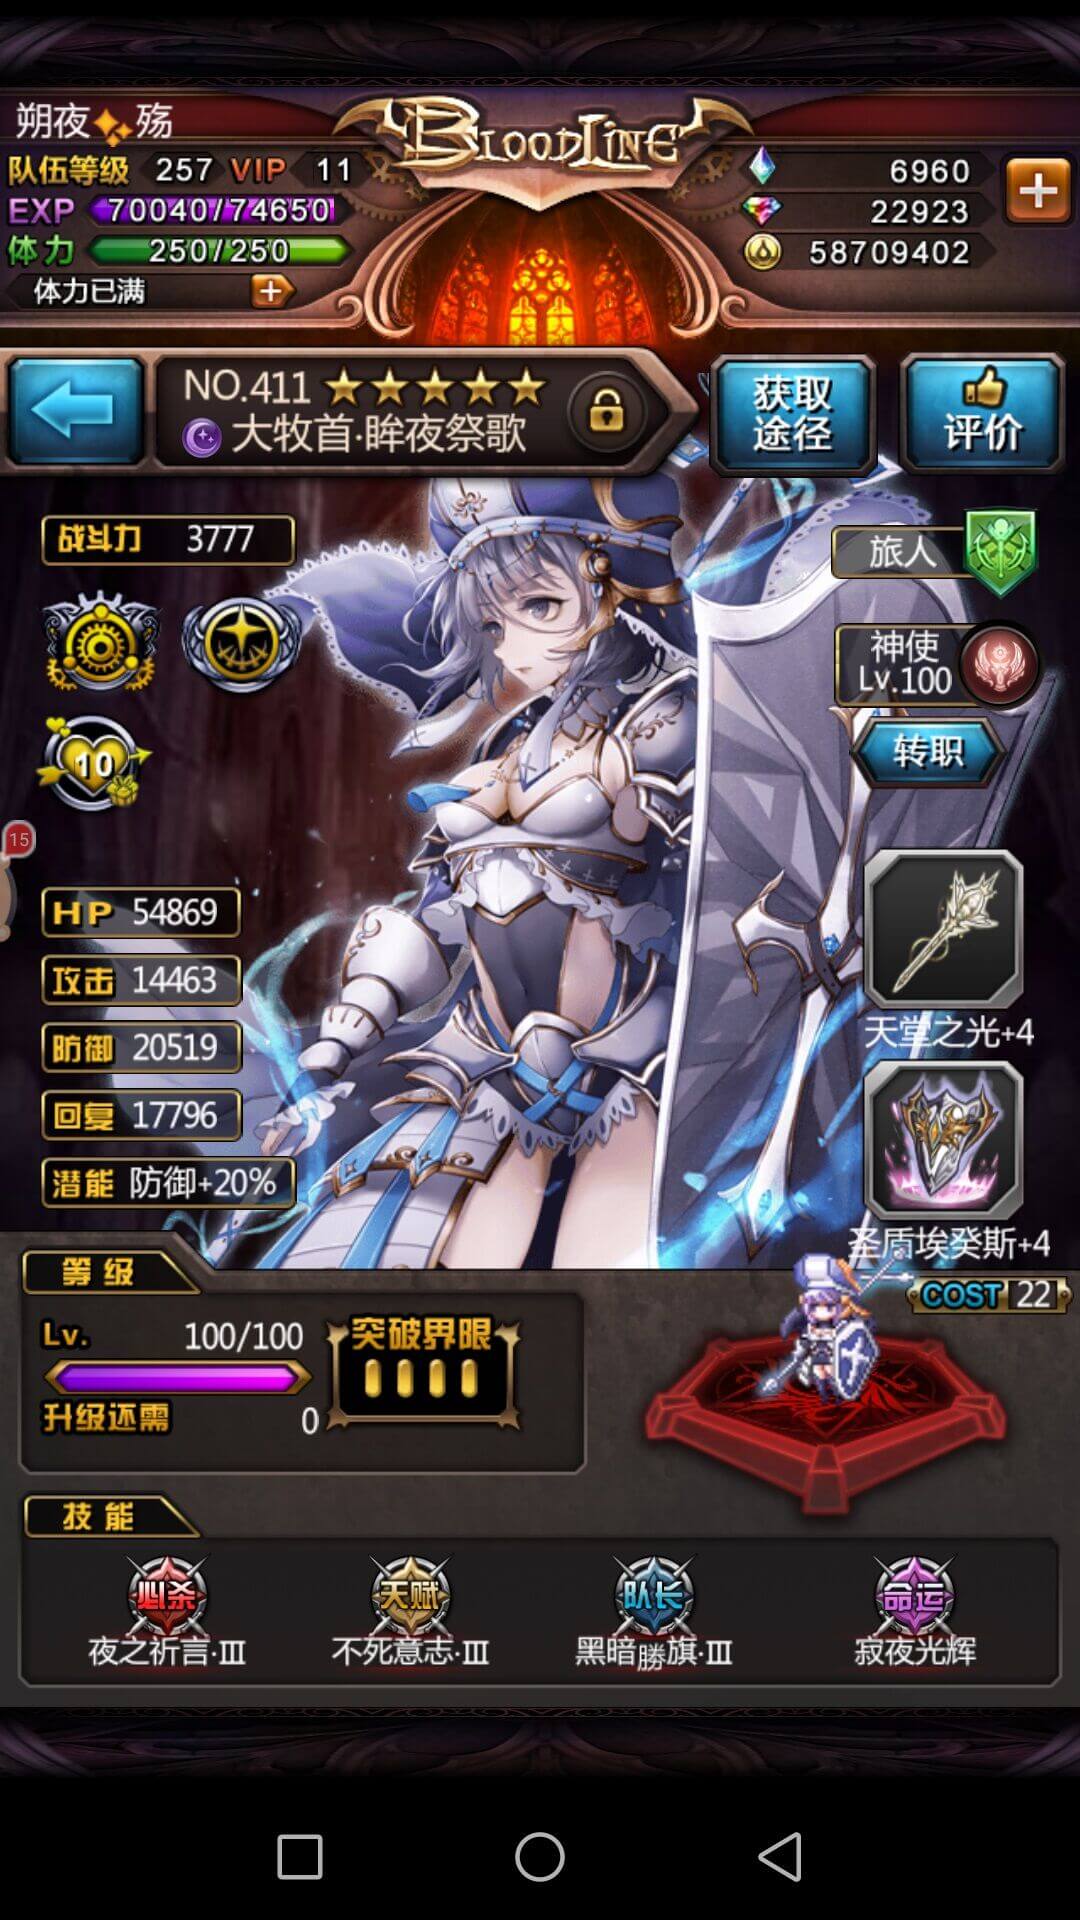 朔夜✨殇
BLOODLINE
队伍等级 257 VIP 11
6960
EXP 70040/74650
22923
体力 250/250
58709402
体力已满
NO.411 ★★★★★
大牧首·眸夜祭歌
获取
途径
评价
战斗力 3777
旅人
神使
Lv.100
转职
10
15
HP 54869
攻击 14463
防御 20519
回复 17796
潜能 防御+20%
天堂之光+4
圣盾埃癸斯+4
COST 22
等级
Lv. 100/100
突破界限
升级还需 0
技能
必杀
天赋
队长
命运
夜之祈言·III
不死意志·III
黑暗勝旗·III
寂夜光辉